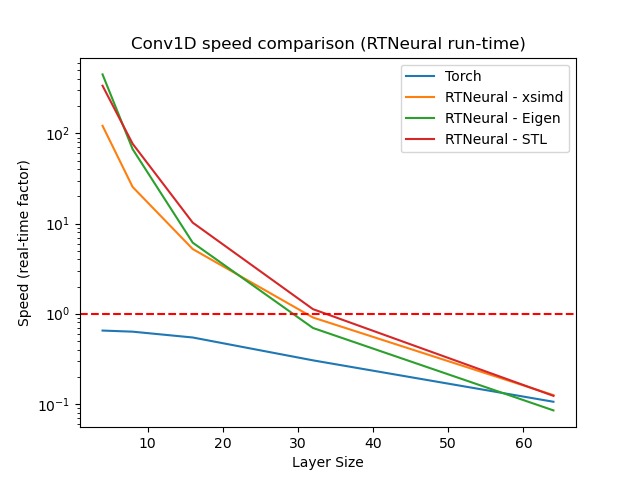 Conv1D speed comparison (RTNeural run-time)
Torch
RTNeural - xsimd
RTNeural - Eigen
RTNeural - STL
Speed (real-time factor)
10²
10¹
10⁰
10⁻¹
10 20 30 40 50 60
Layer Size